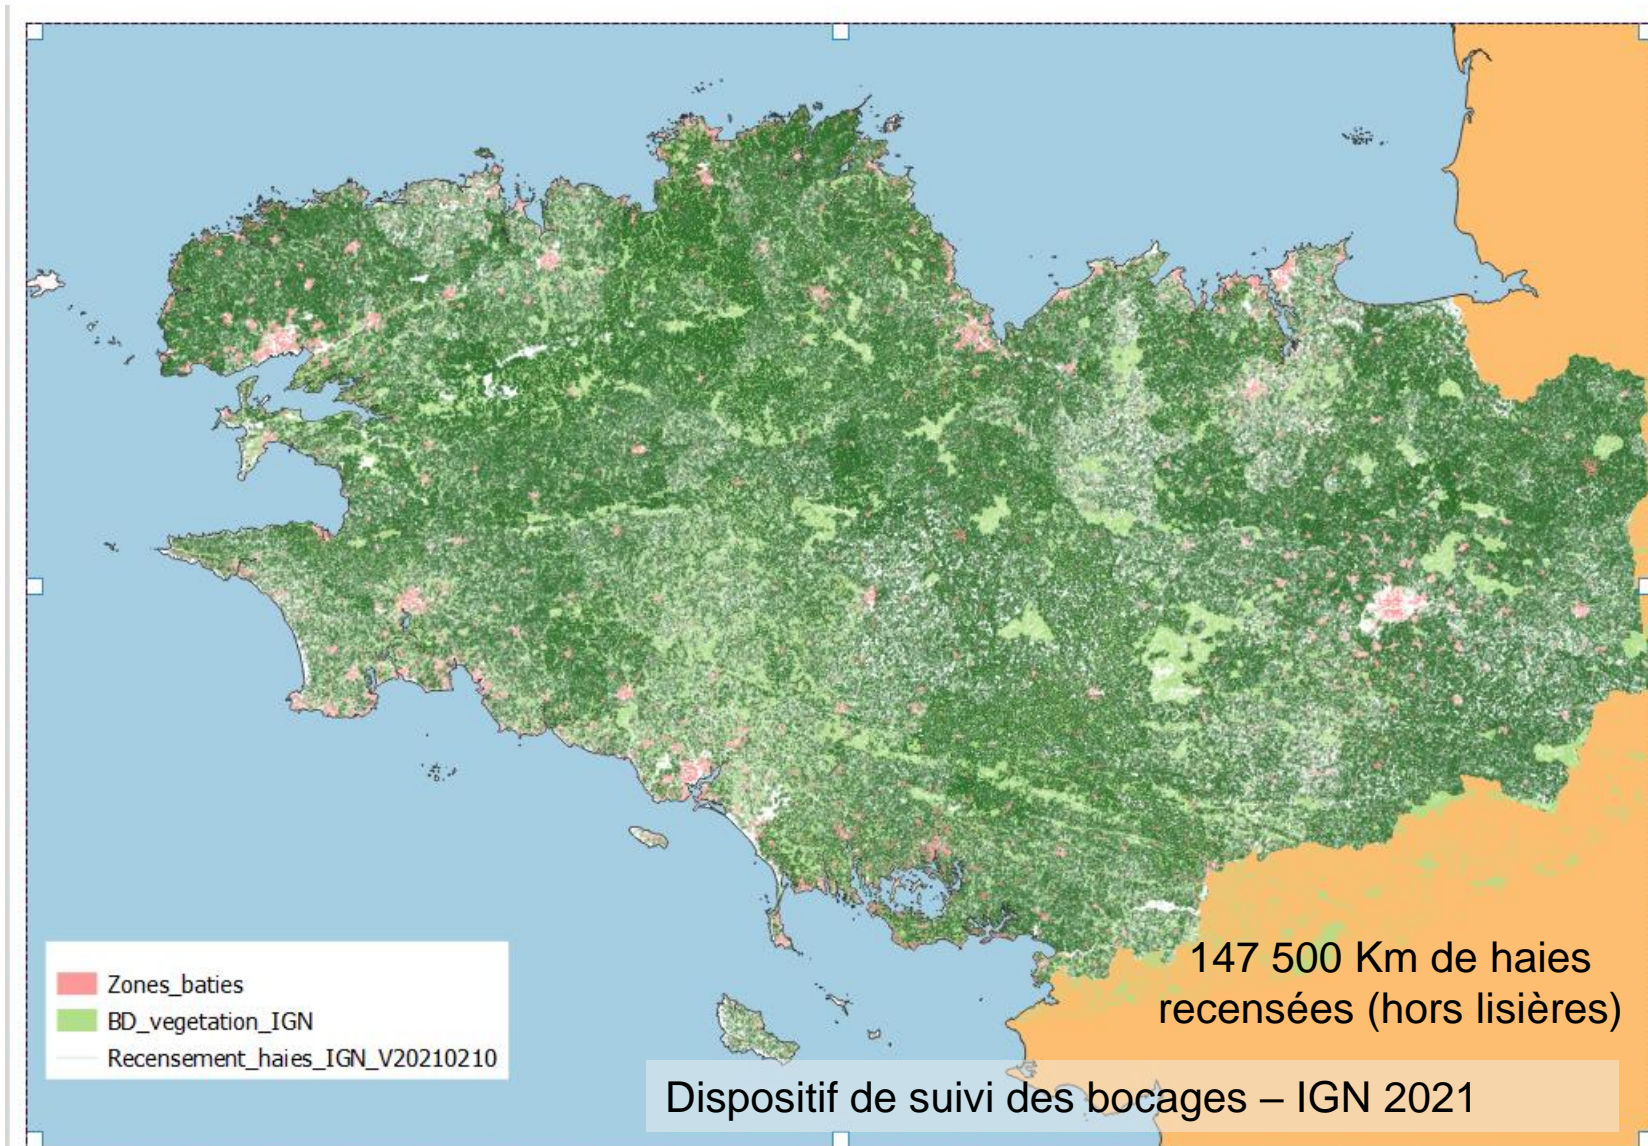 Zones_baties
BD_vegetation_IGN
Recensement_haies_IGN_V20210210
147 500 Km de haies
recensées (hors lisières)
Dispositif de suivi des bocages – IGN 2021